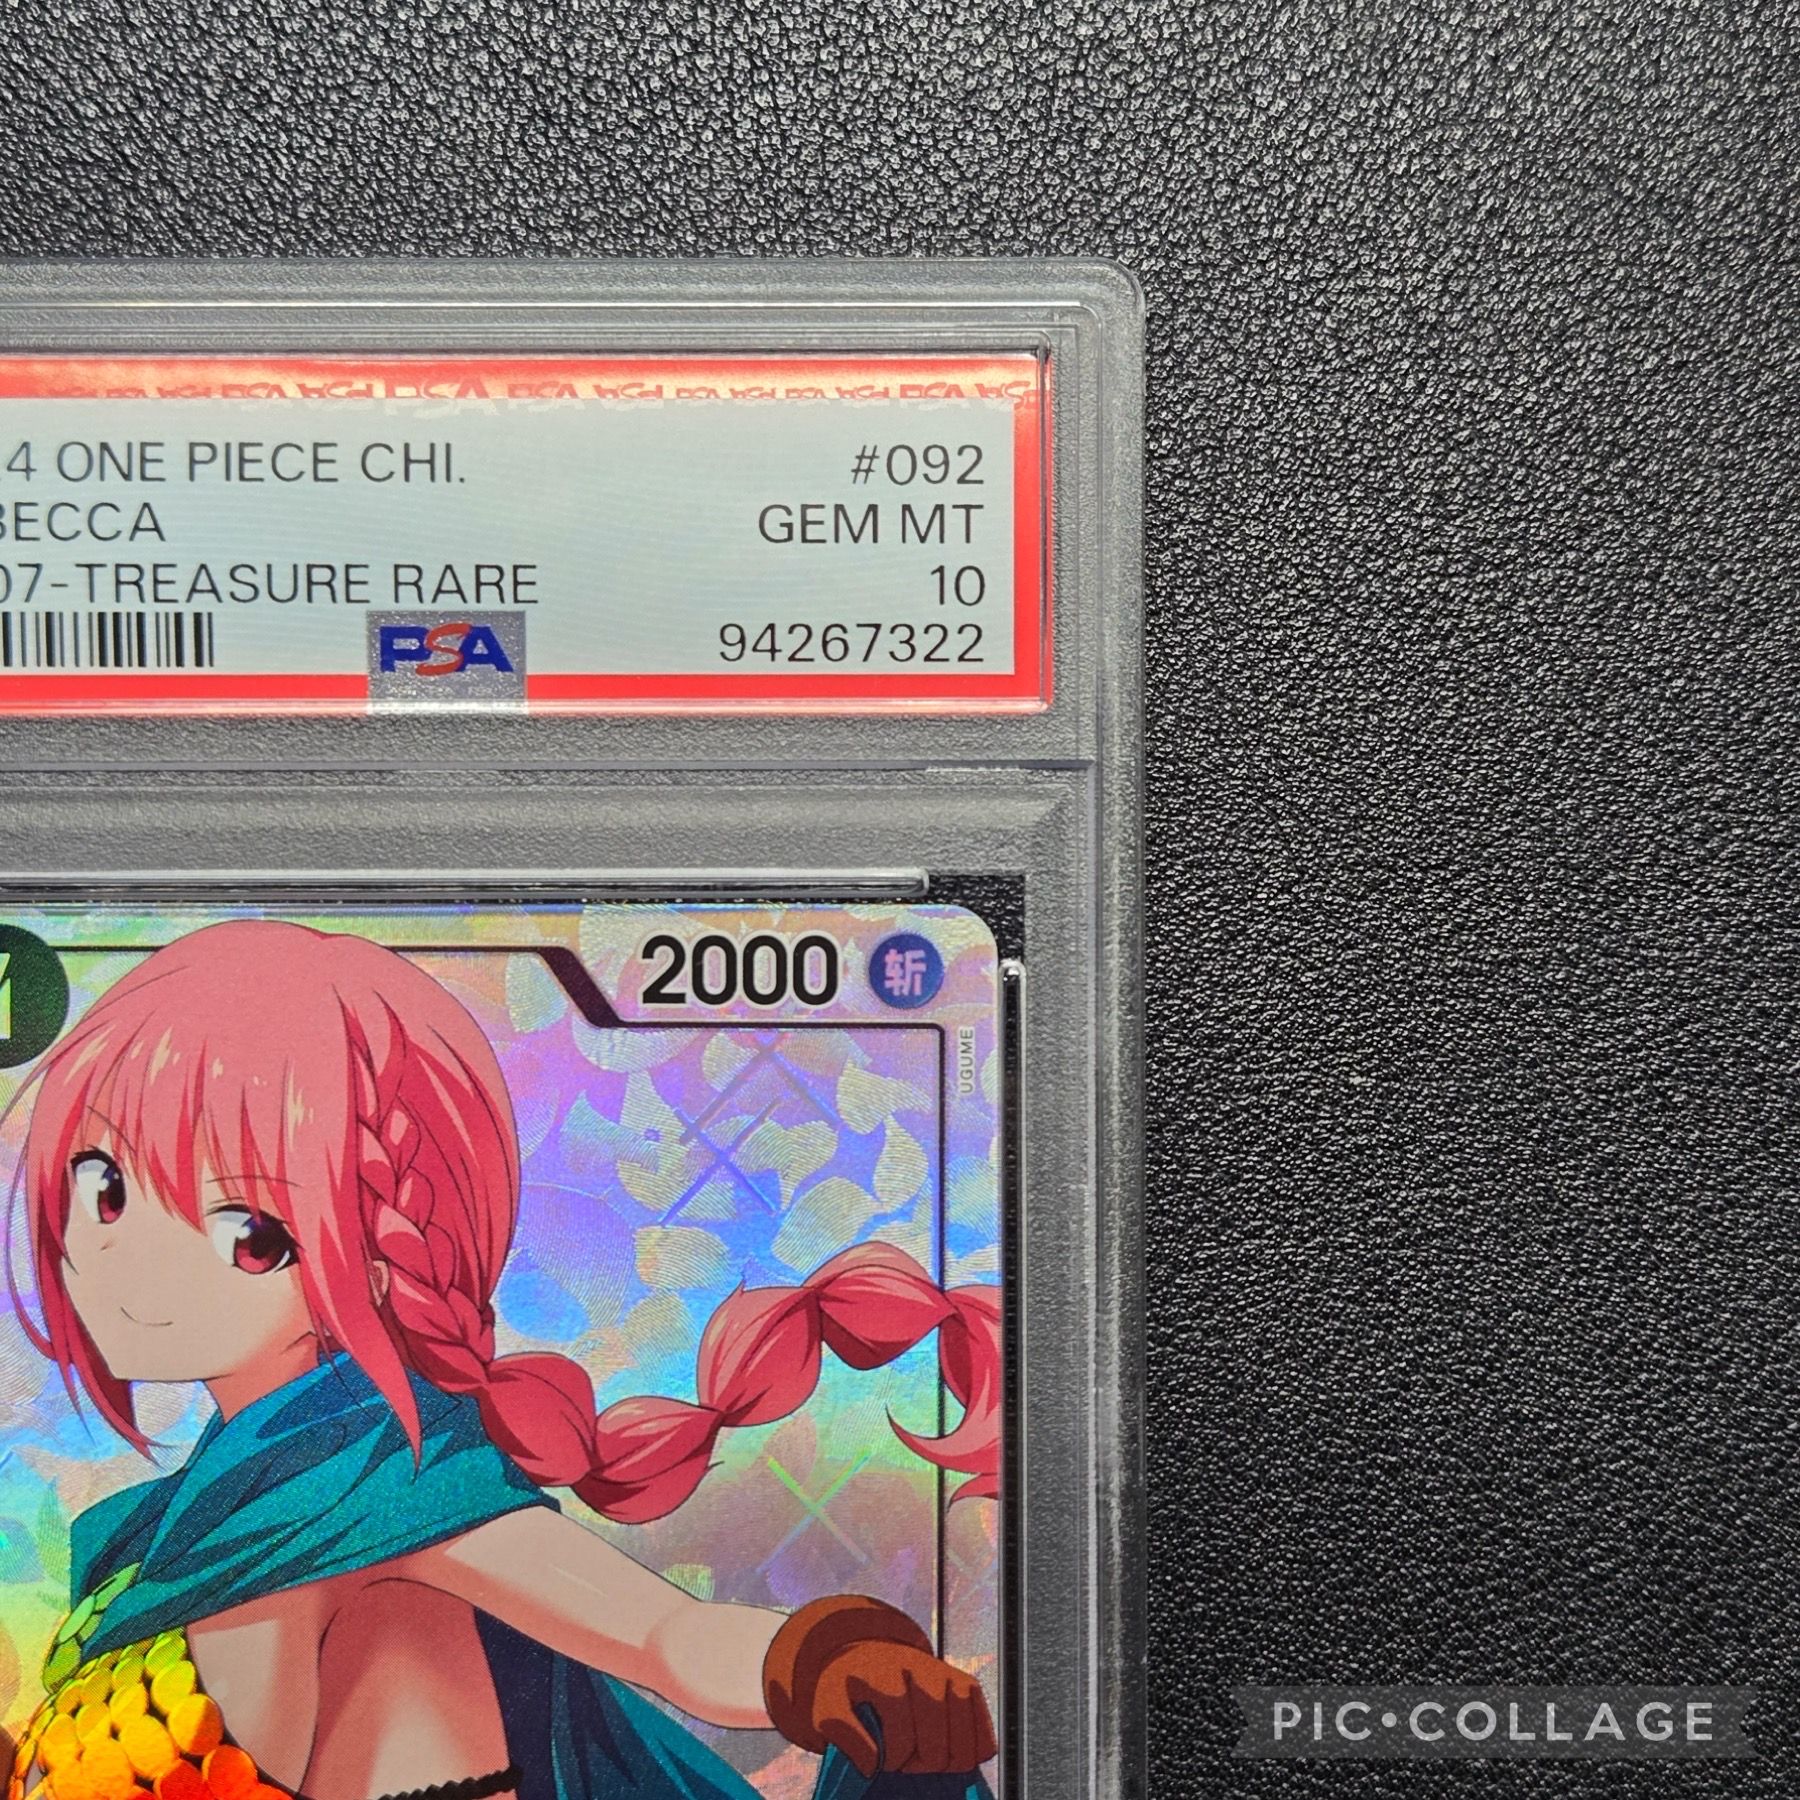 4 ONE PIECE CHI. #092
BECCA GEM MT
07-TREASURE RARE 10
PSA 94267322
2000 斩
UGUME
PIC•COLLAGE